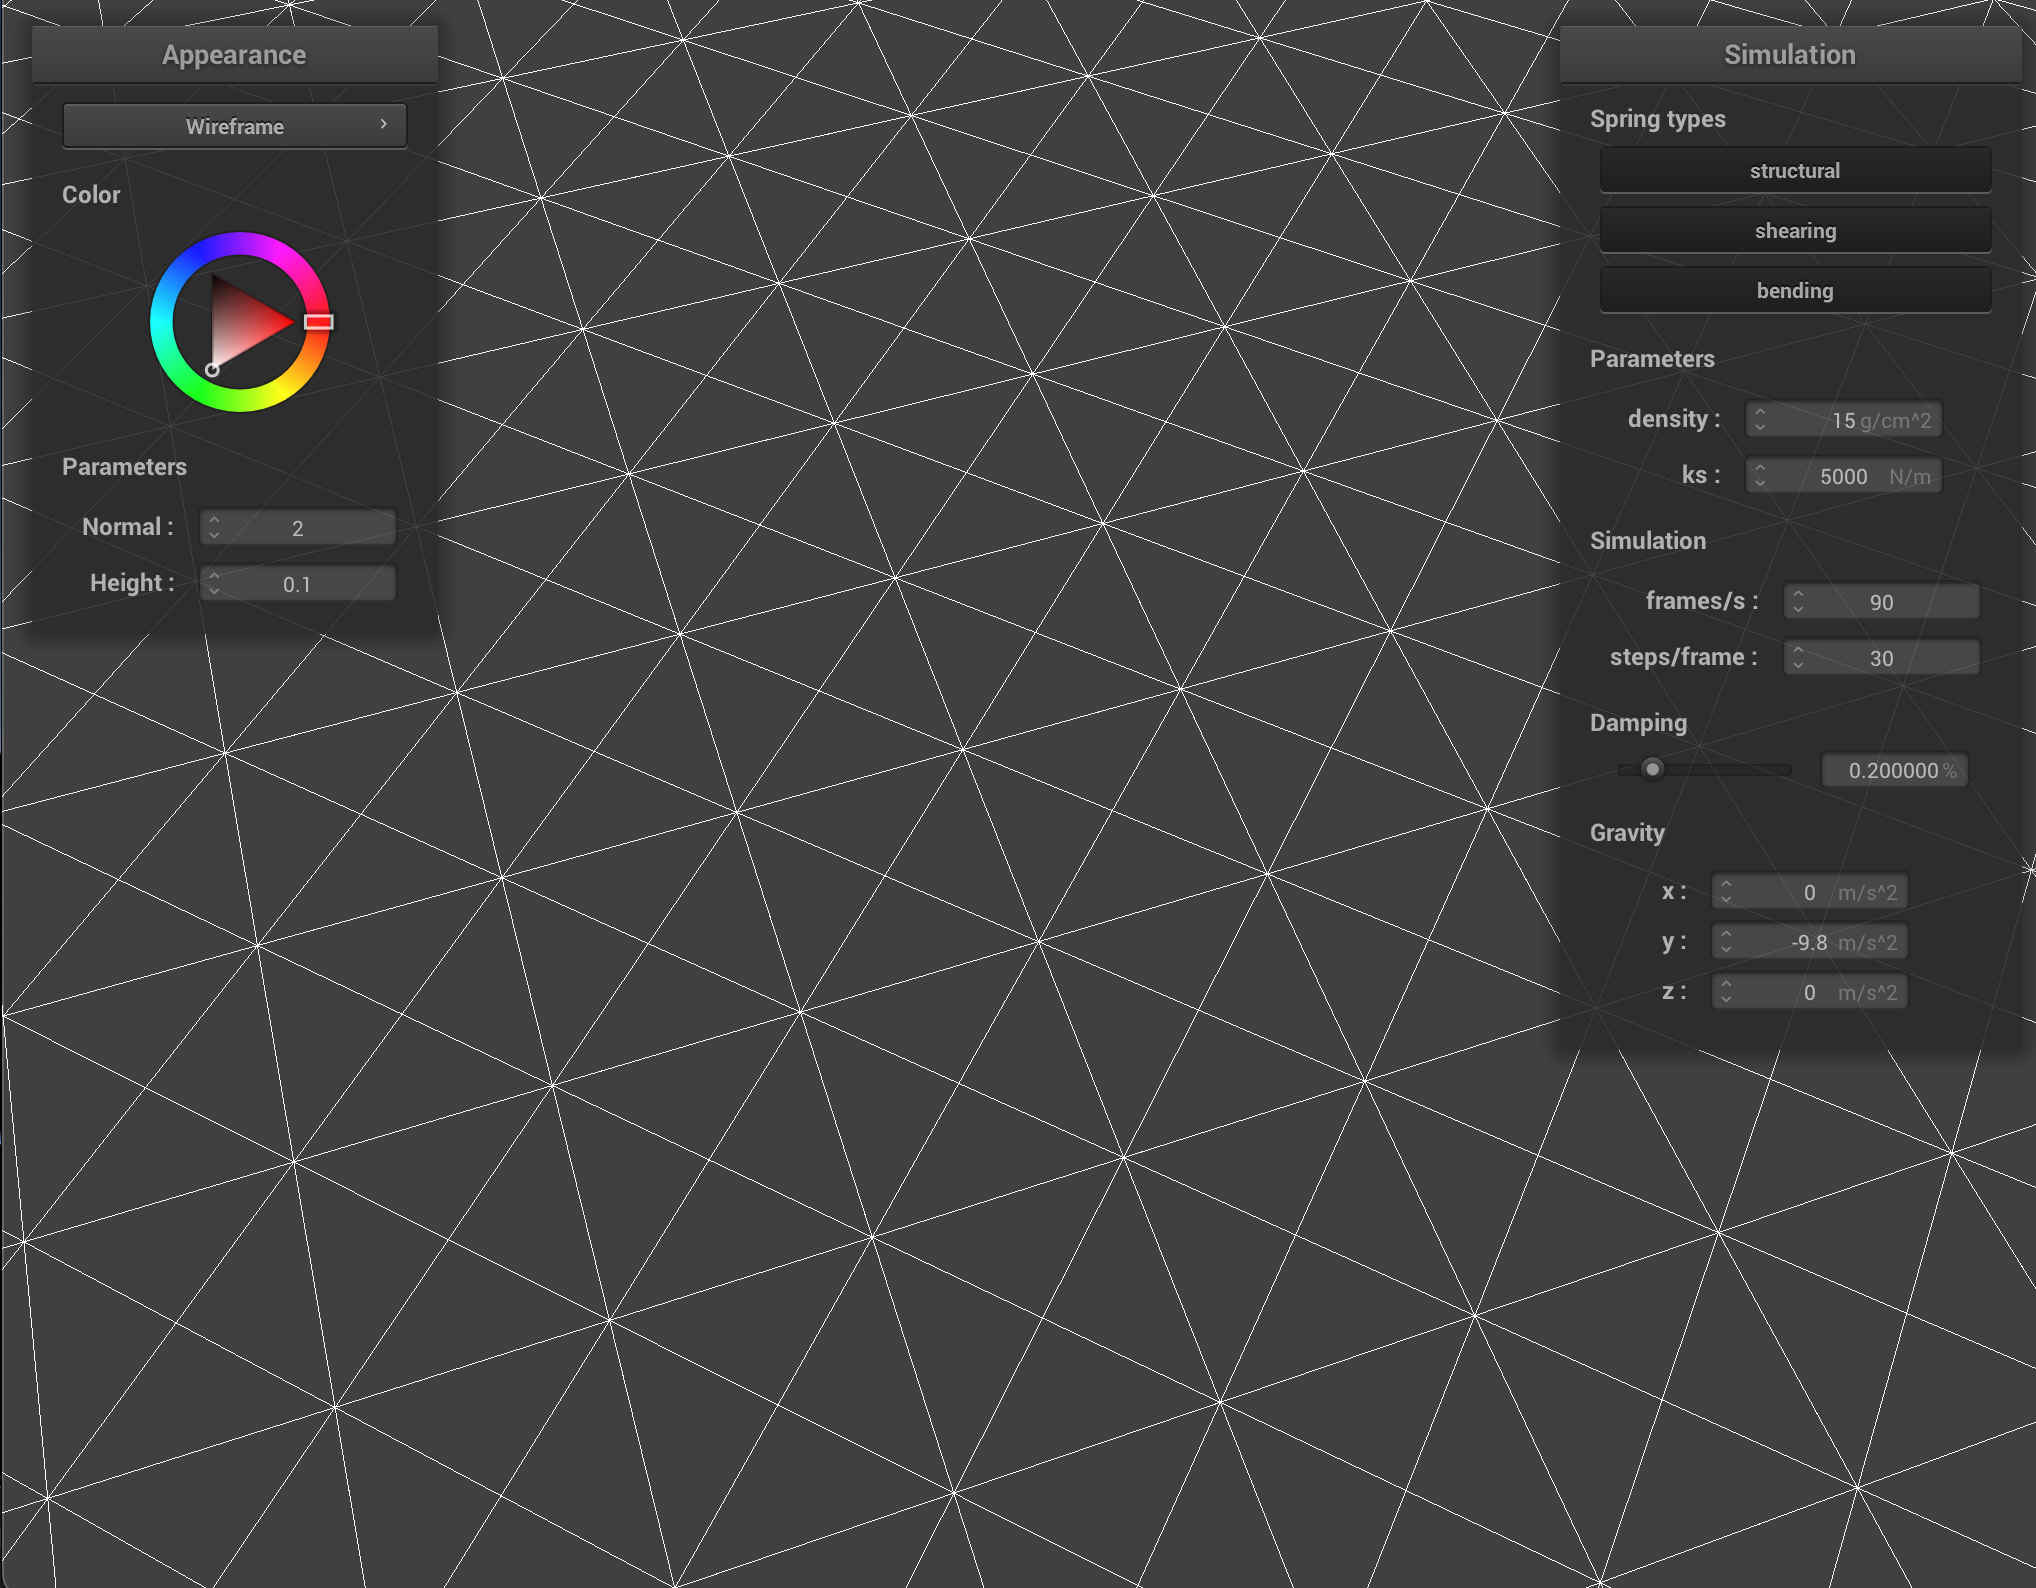 Appearance
Wireframe
Color
Parameters
Normal : 2
Height : 0.1
Simulation
Spring types
structural
shearing
bending
Parameters
density : 15 g/cm^2
ks : 5000 N/m
Simulation
frames/s : 90
steps/frame : 30
Damping
0.200000 %
Gravity
x : 0 m/s^2
y : -9.8 m/s^2
z : 0 m/s^2